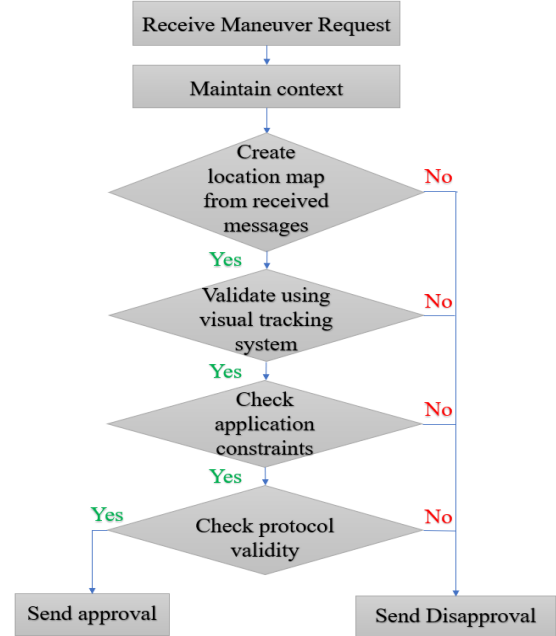 Receive Maneuver Request
Maintain context
Create
location map
from received
messages
No
Yes
Validate using
visual tracking
system
No
Yes
Check
application
constraints
No
Yes
Check protocol
validity
Yes
No
Send approval
Send Disapproval